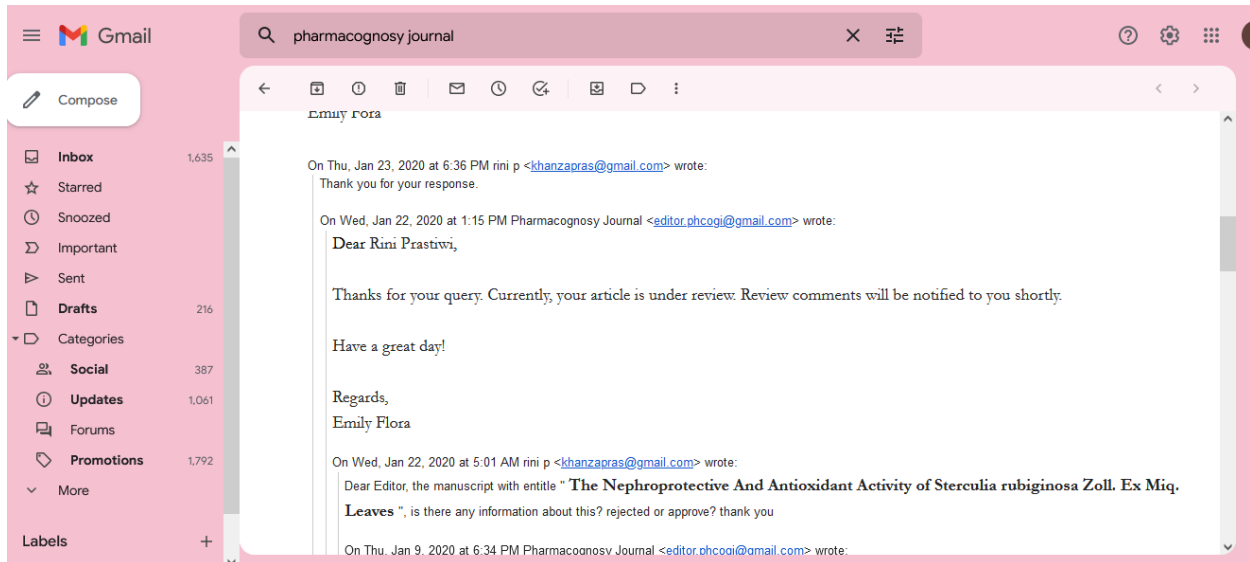 Gmail
pharmacognosy journal
Compose
Inbox 1,635
Starred
Snoozed
Important
Sent
Drafts 216
Categories
Social 387
Updates 1,061
Forums
Promotions 1,792
More
Labels
Emily Fora
On Thu, Jan 23, 2020 at 6:36 PM rini p <khanzapras@gmail.com> wrote:
Thank you for your response.
On Wed, Jan 22, 2020 at 1:15 PM Pharmacognosy Journal <editor.phcogi@gmail.com> wrote:
Dear Rini Prastiwi,
Thanks for your query. Currently, your article is under review. Review comments will be notified to you shortly.
Have a great day!
Regards,
Emily Flora
On Wed, Jan 22, 2020 at 5:01 AM rini p <khanzapras@gmail.com> wrote:
Dear Editor, the manuscript with entitle " The Nephroprotective And Antioxidant Activity of Sterculia rubiginosa Zoll. Ex Miq.
Leaves ", is there any information about this? rejected or approve? thank you
On Thu, Jan 9, 2020 at 6:34 PM Pharmacognosy Journal <editor.phcogi@gmail.com> wrote: